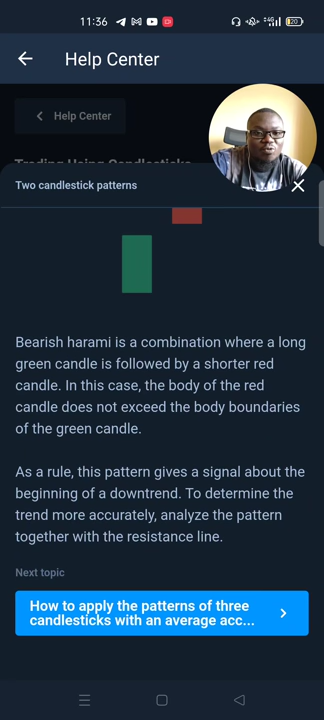 11:36
20
Help Center
Help Center
Trading Using Candlesticks
Two candlestick patterns
Bearish harami is a combination where a long
green candle is followed by a shorter red
candle. In this case, the body of the red
candle does not exceed the body boundaries
of the green candle.
As a rule, this pattern gives a signal about the
beginning of a downtrend. To determine the
trend more accurately, analyze the pattern
together with the resistance line.
Next topic
How to apply the patterns of three
candlesticks with an average acc...